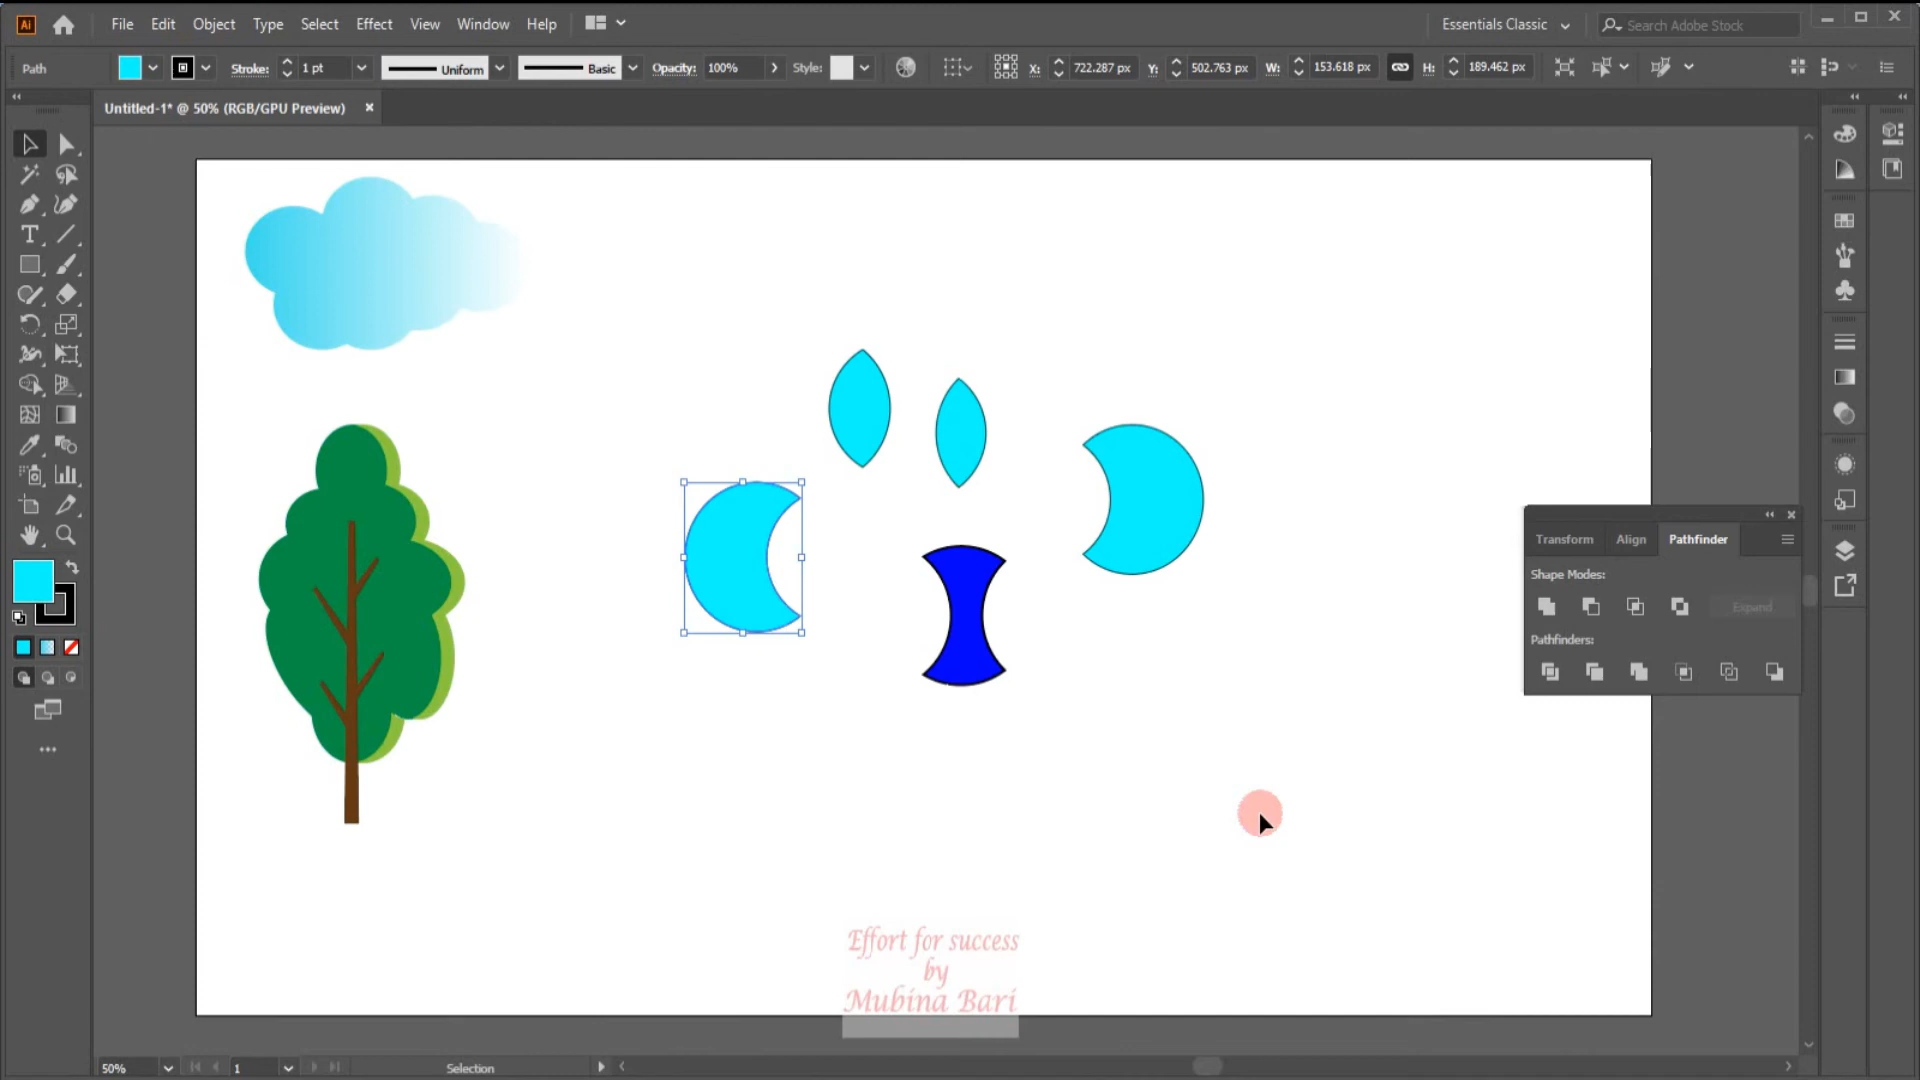 Ai File Edit Object Type Select Effect View Window Help Essentials Classic Search Adobe Stock
Path Stroke: 1 pt Uniform Basic Opacity: 100% Style: X: 722.287 px Y: 502.763 px W: 153.618 px H: 189.462 px
Untitled-1* @ 50% (RGB/GPU Preview)
Transform Align Pathfinder
Shape Modes:
Expand
Pathfinders:
Effort for success
by
Mubina Bari
50% 1 Selection